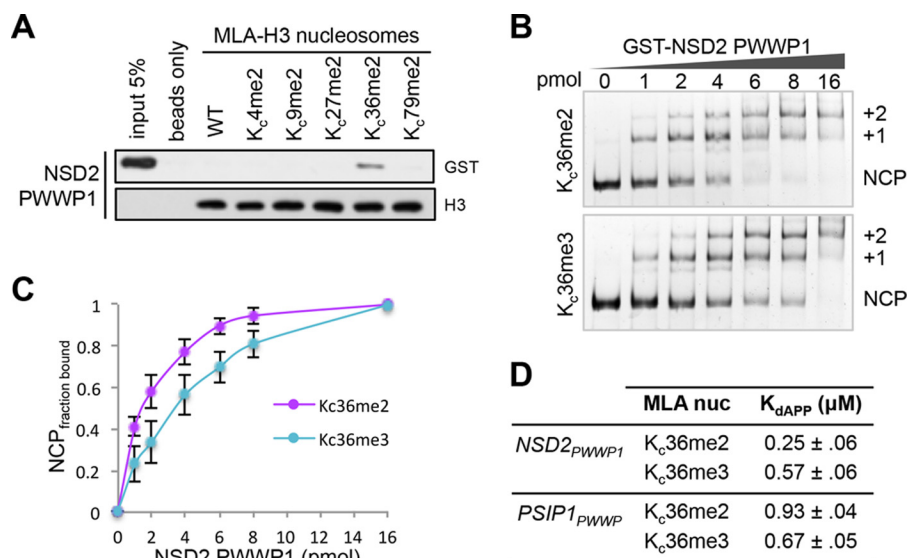 A
MLA-H3 nucleosomes
input 5%
beads only
WT
Kc4me2
Kc9me2
Kc27me2
Kc36me2
Kc79me2
NSD2
PWWP1
GST
H3
B
GST-NSD2 PWWP1
pmol 0 1 2 4 6 8 16
Kc36me2
+2
+1
NCP
Kc36me3
+2
+1
NCP
C
NCPfraction bound
1
0.8
0.6
0.4
0.2
0
Kc36me2
Kc36me3
0 2 4 6 8 10 12 14 16
NSD2 PWWP1 (pmol)
D
MLA nuc KdAPP (µM)
NSD2PWWP1 Kc36me2 0.25 ± .06
Kc36me3 0.57 ± .06
PSIP1PWWP Kc36me2 0.93 ± .04
Kc36me3 0.67 ± .05